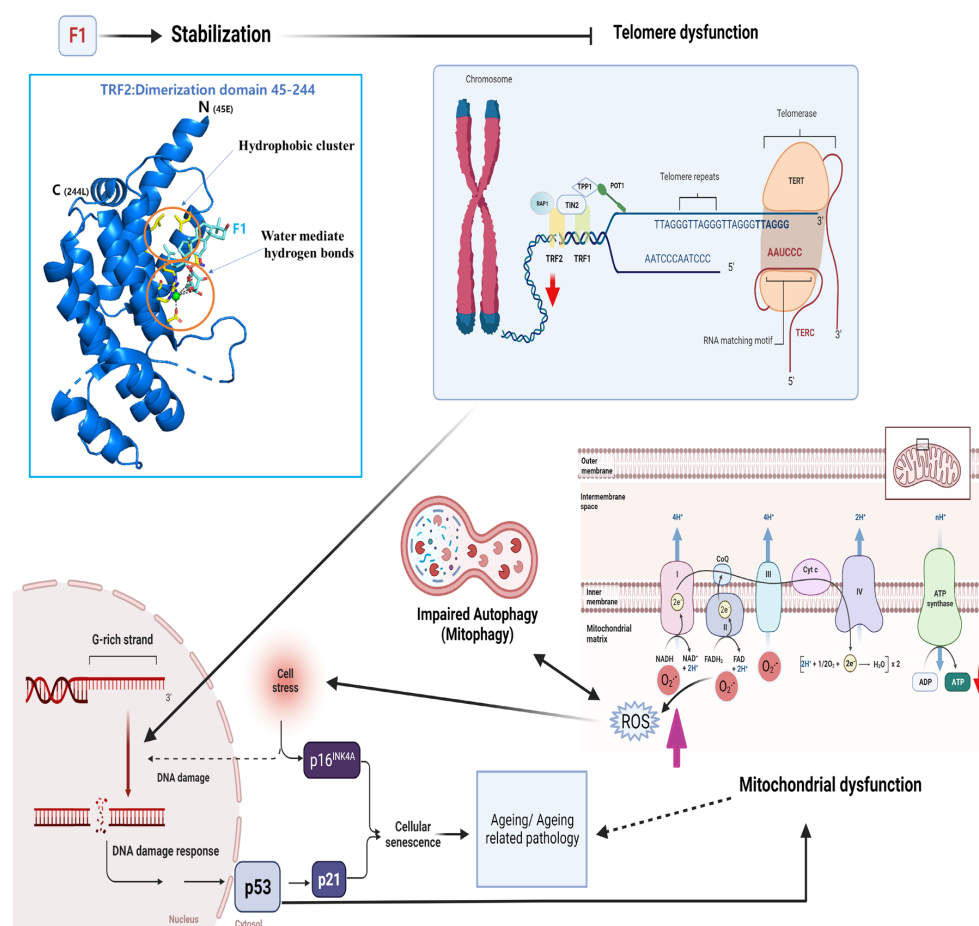 F1
Stabilization
Telomere dysfunction
TRF2:Dimerization domain 45-244
N (45E)
Hydrophobic cluster
C (244L)
F1
Water mediate
hydrogen bonds
Chromosome
Telomerase
TERT
TPP1
POT1
RAP1
TIN2
Telomere repeats
TTAGGGTTAGGGTTAGGGTTAGGG
3'
TRF2
TRF1
AATCCCAATCCC
5'
AAUCCC
RNA matching motif
TERC
3'
5'
Outer
membrane
Intermembrane
space
4H⁺
4H⁺
2H⁺
nH⁺
CoQ
Cyt c
I
III
IV
2e⁻
2e⁻
II
ATP
synthase
Inner
membrane
Mitochondrial
matrix
NADH
NAD⁺
+ 2H⁺
FADH₂
FAD
+ 2H⁺
O₂·⁻
O₂·⁻
O₂·⁻
2H⁺ + 1/2O₂ + 2e⁻ → H₂O x 2
ADP
ATP
Impaired Autophagy
(Mitophagy)
ROS
G-rich strand
3'
Cell
stress
DNA damage
p16INK4A
Mitochondrial dysfunction
Cellular
senescence
Ageing/ Ageing
related pathology
DNA damage response
p53
p21
Nucleus
Cytosol